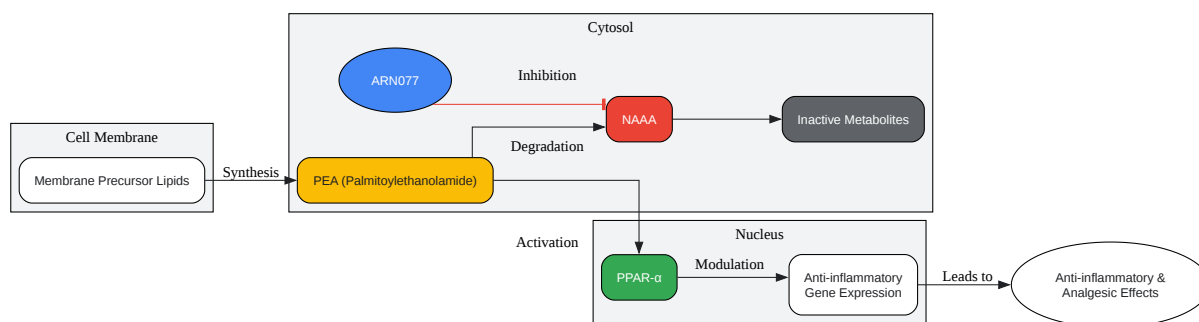 Cytosol
ARN077
Inhibition
NAAA
Inactive Metabolites
Cell Membrane
Membrane Precursor Lipids
Synthesis
Degradation
PEA (Palmitoylethanolamide)
Activation
Nucleus
PPAR-α
Modulation
Anti-inflammatory
Gene Expression
Leads to
Anti-inflammatory &
Analgesic Effects